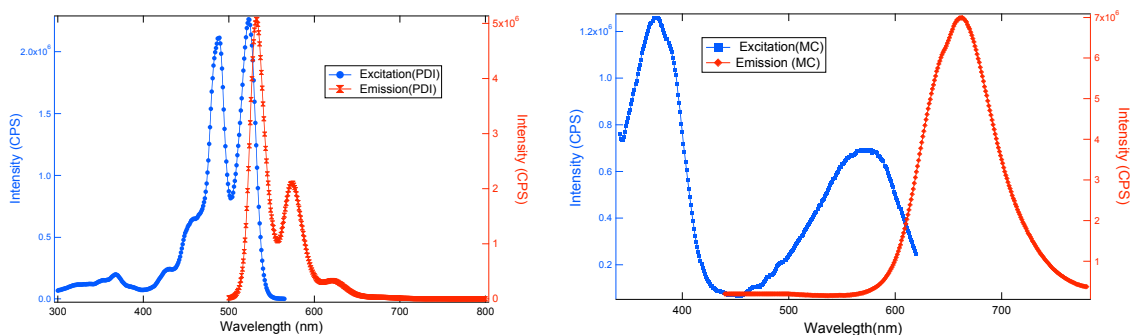 2.0x10⁶
1.5
1.0
0.5
0.0
Intensity (CPS)
300
400
500
600
700
800
Wavelength (nm)
5x10⁶
4
3
2
1
0
Intensity (CPS)
Excitation(PDI)
Emission(PDI)
1.2x10⁶
1.0
0.8
0.6
0.4
0.2
Intensity (CPS)
400
500
600
700
Wavelegth(nm)
7x10⁶
6
5
4
3
2
1
Intensity (CPS)
Excitation(MC)
Emission (MC)